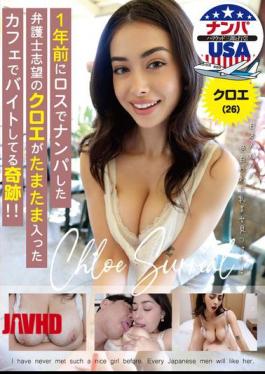 1年前にロスでナンパした
弁護士志望のクロエがたまたま入った
カフェでバイトしてる奇跡!!
ナンパ
USA
クロエ
(26)
Chloe Surreal
JAVHD
I have never met such a nice girl before. Every Japanese men will like her.